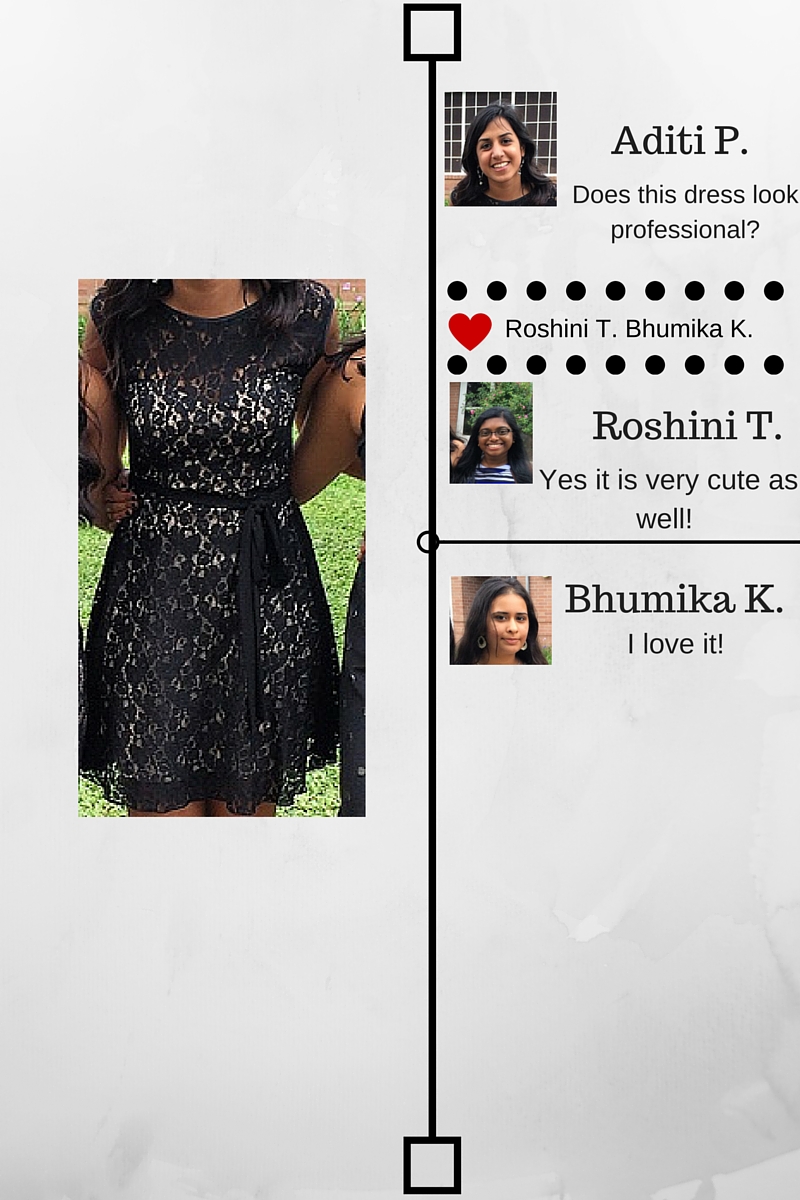 Aditi P.
Does this dress look
professional?
Roshini T. Bhumika K.
Roshini T.
Yes it is very cute as
well!
Bhumika K.
I love it!